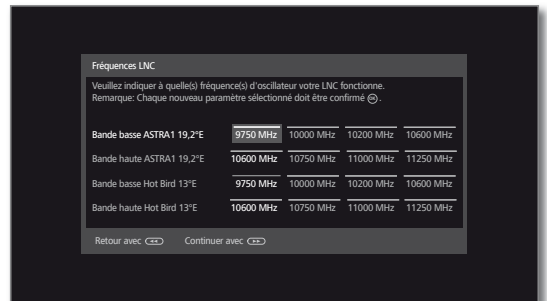 Fréquences LNC
Veuillez indiquer à quelle(s) fréquence(s) d'oscillateur votre LNC fonctionne.
Remarque: Chaque nouveau paramètre sélectionné doit être confirmé OK.
Bande basse ASTRA1 19,2°E 9750 MHz 10000 MHz 10200 MHz 10600 MHz
Bande haute ASTRA1 19,2°E 10600 MHz 10750 MHz 11000 MHz 11250 MHz
Bande basse Hot Bird 13°E 9750 MHz 10000 MHz 10200 MHz 10600 MHz
Bande haute Hot Bird 13°E 10600 MHz 10750 MHz 11000 MHz 11250 MHz
Retour avec ◄◄ Continuer avec ►►